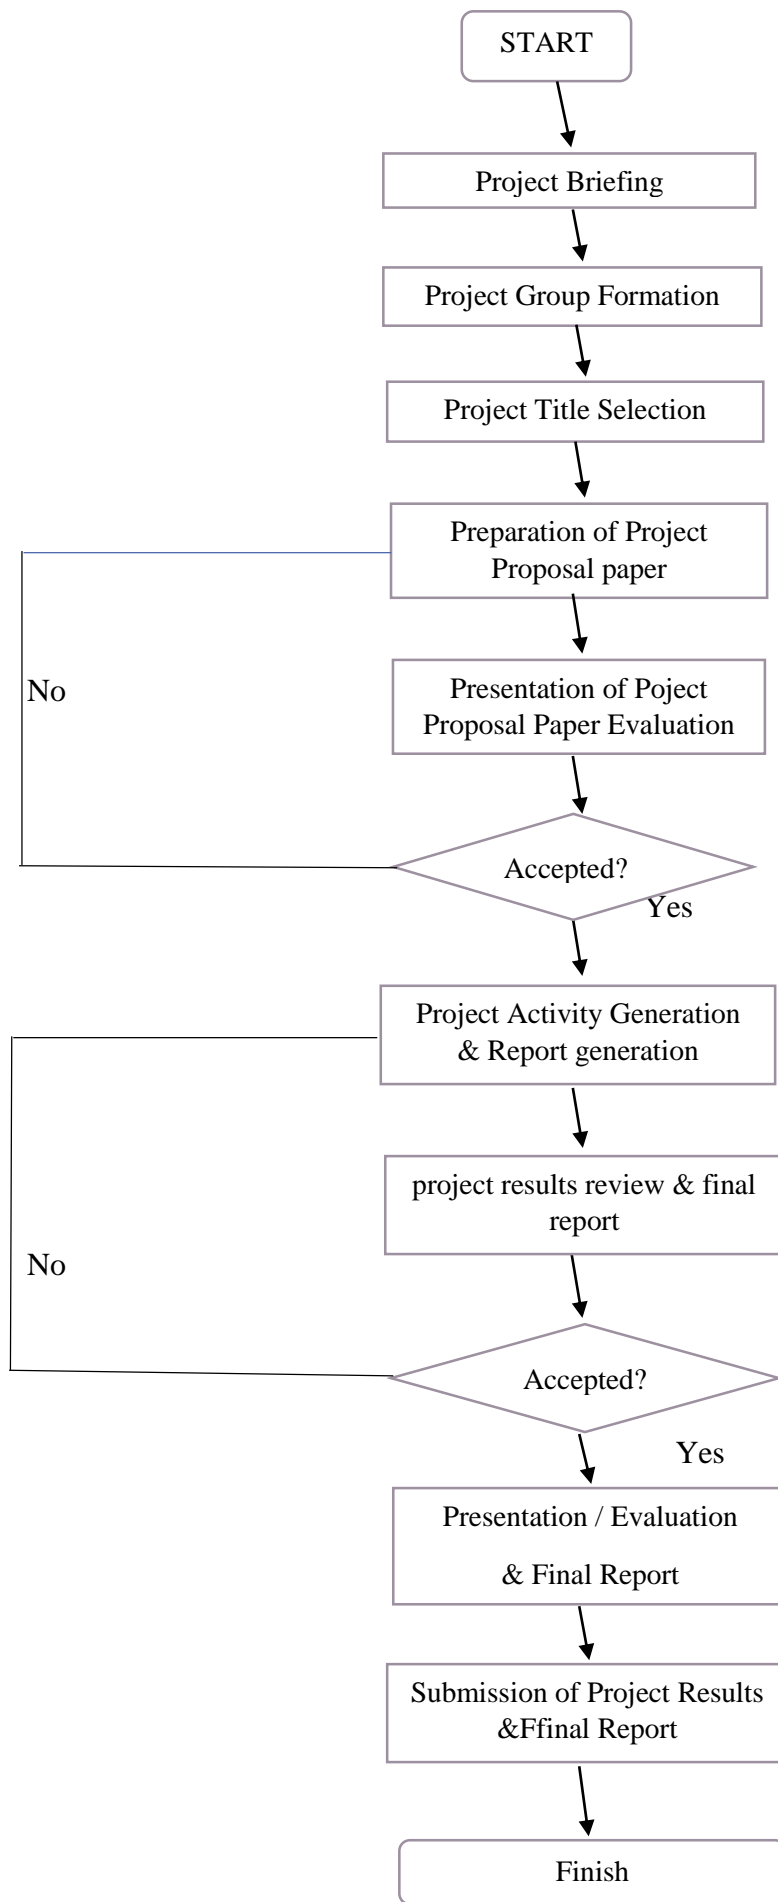 START
Project Briefing
Project Group Formation
Project Title Selection
Preparation of Project
Proposal paper
No
Presentation of Poject
Proposal Paper Evaluation
Accepted?
Yes
Project Activity Generation
& Report generation
project results review & final
report
No
Accepted?
Yes
Presentation / Evaluation
& Final Report
Submission of Project Results
&Ffinal Report
Finish